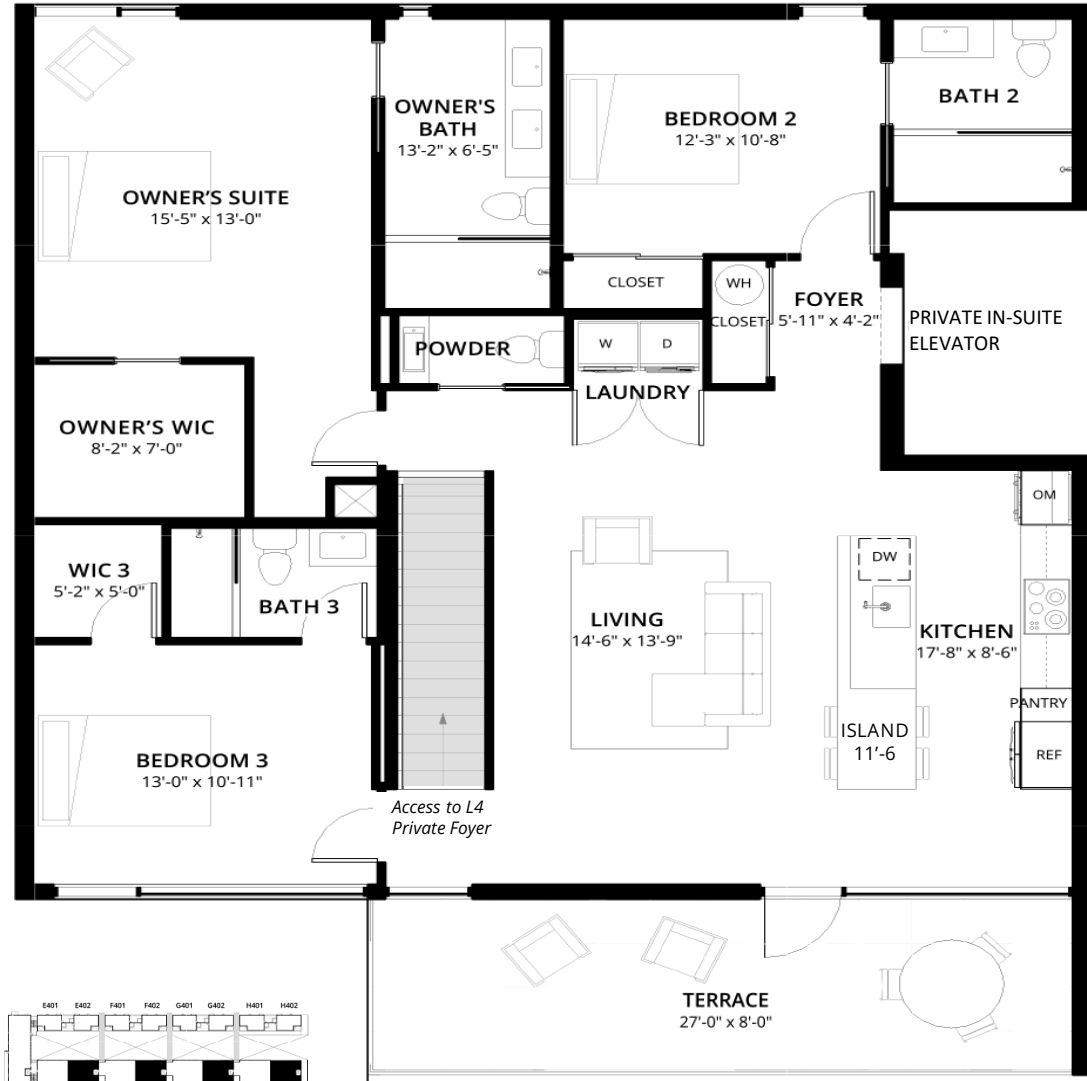 OWNER'S SUITE
15'-5" x 13'-0"
OWNER'S
BATH
13'-2" x 6'-5"
BEDROOM 2
12'-3" x 10'-8"
BATH 2
CLOSET
WH
CLOSET
FOYER
5'-11" x 4'-2"
PRIVATE IN-SUITE
ELEVATOR
POWDER
W
D
LAUNDRY
OWNER'S WIC
8'-2" x 7'-0"
OM
WIC 3
5'-2" x 5'-0"
BATH 3
DW
LIVING
14'-6" x 13'-9"
KITCHEN
17'-8" x 8'-6"
PANTRY
ISLAND
11'-6
REF
BEDROOM 3
13'-0" x 10'-11"
Access to L4
Private Foyer
TERRACE
27'-0" x 8'-0"
E401 E402 F401 F402 G401 G402 H401 H402